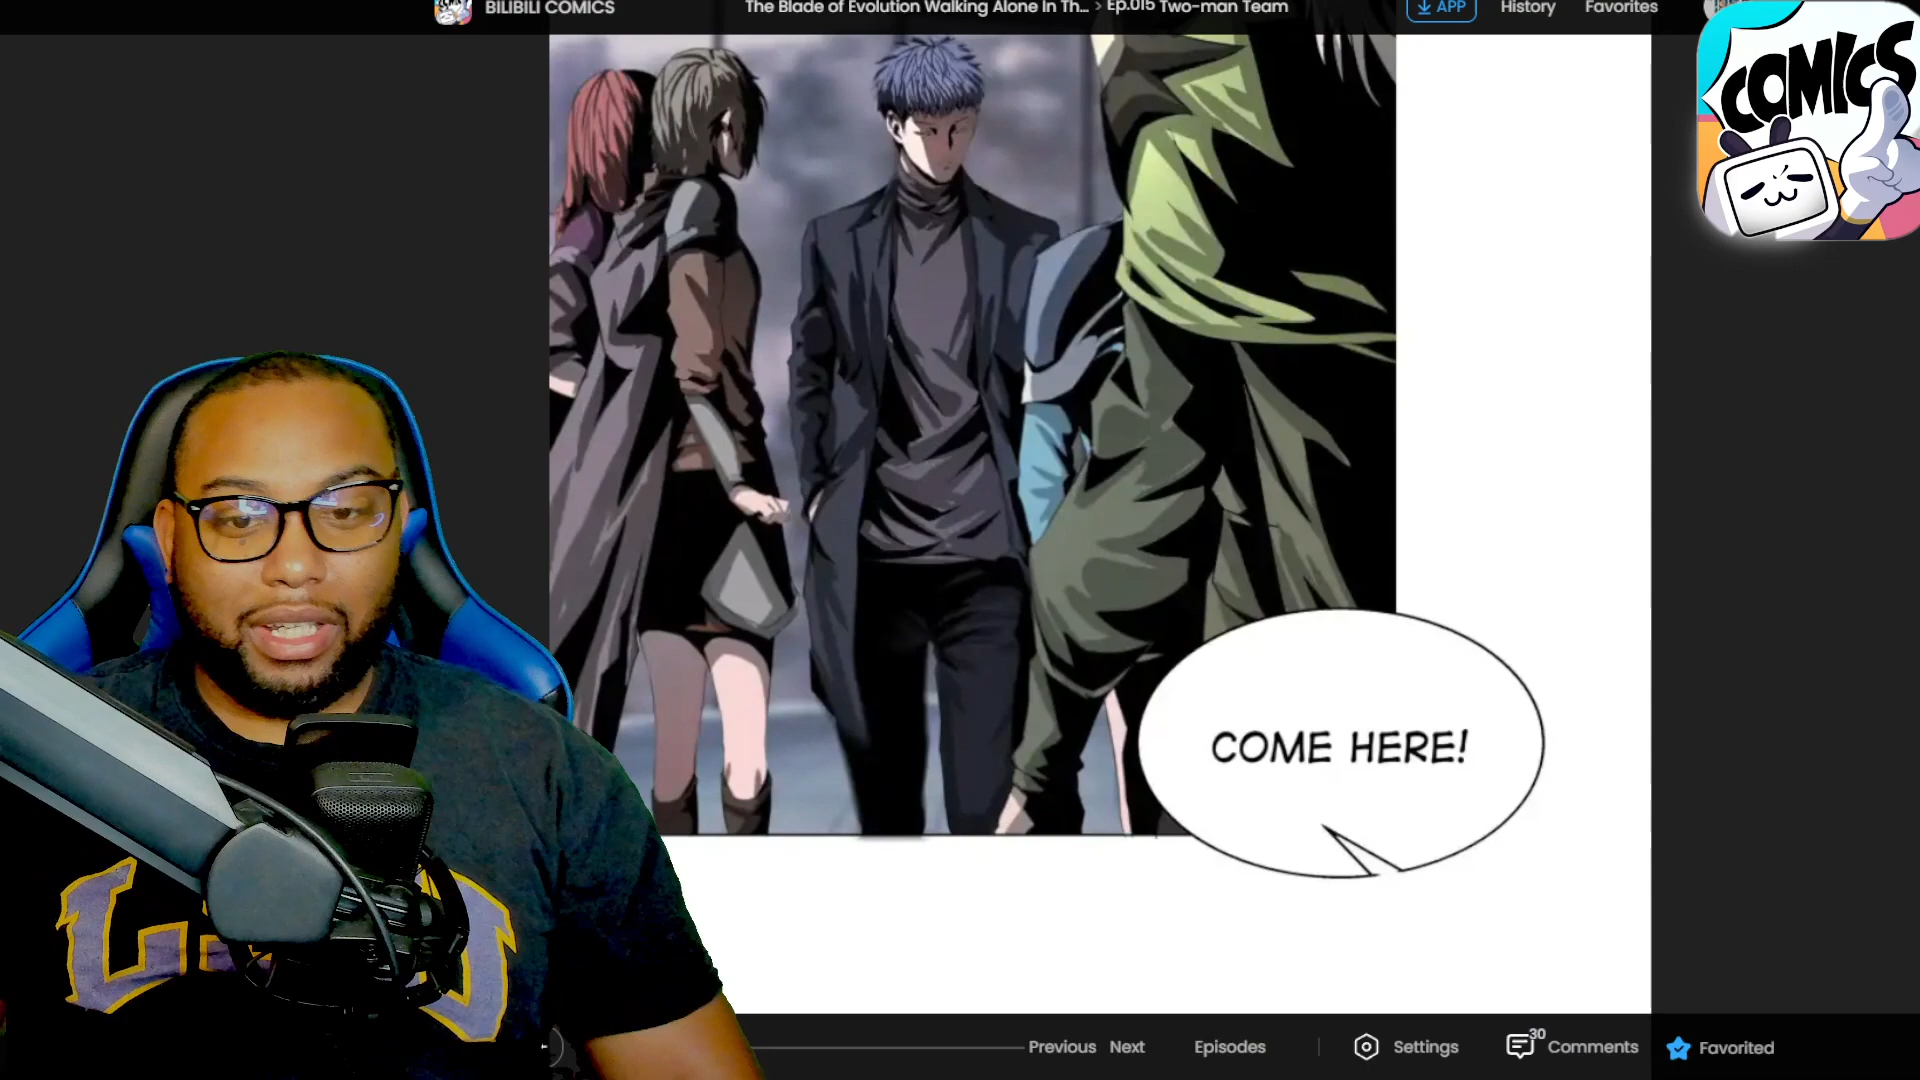 BILIBILI COMICS
The Blade of Evolution Walking Alone In Th... > Ep.015 Two-man Team
APP
History
Favorites
COMICS
COME HERE!
Previous
Next
Episodes
Settings
30
Comments
Favorited